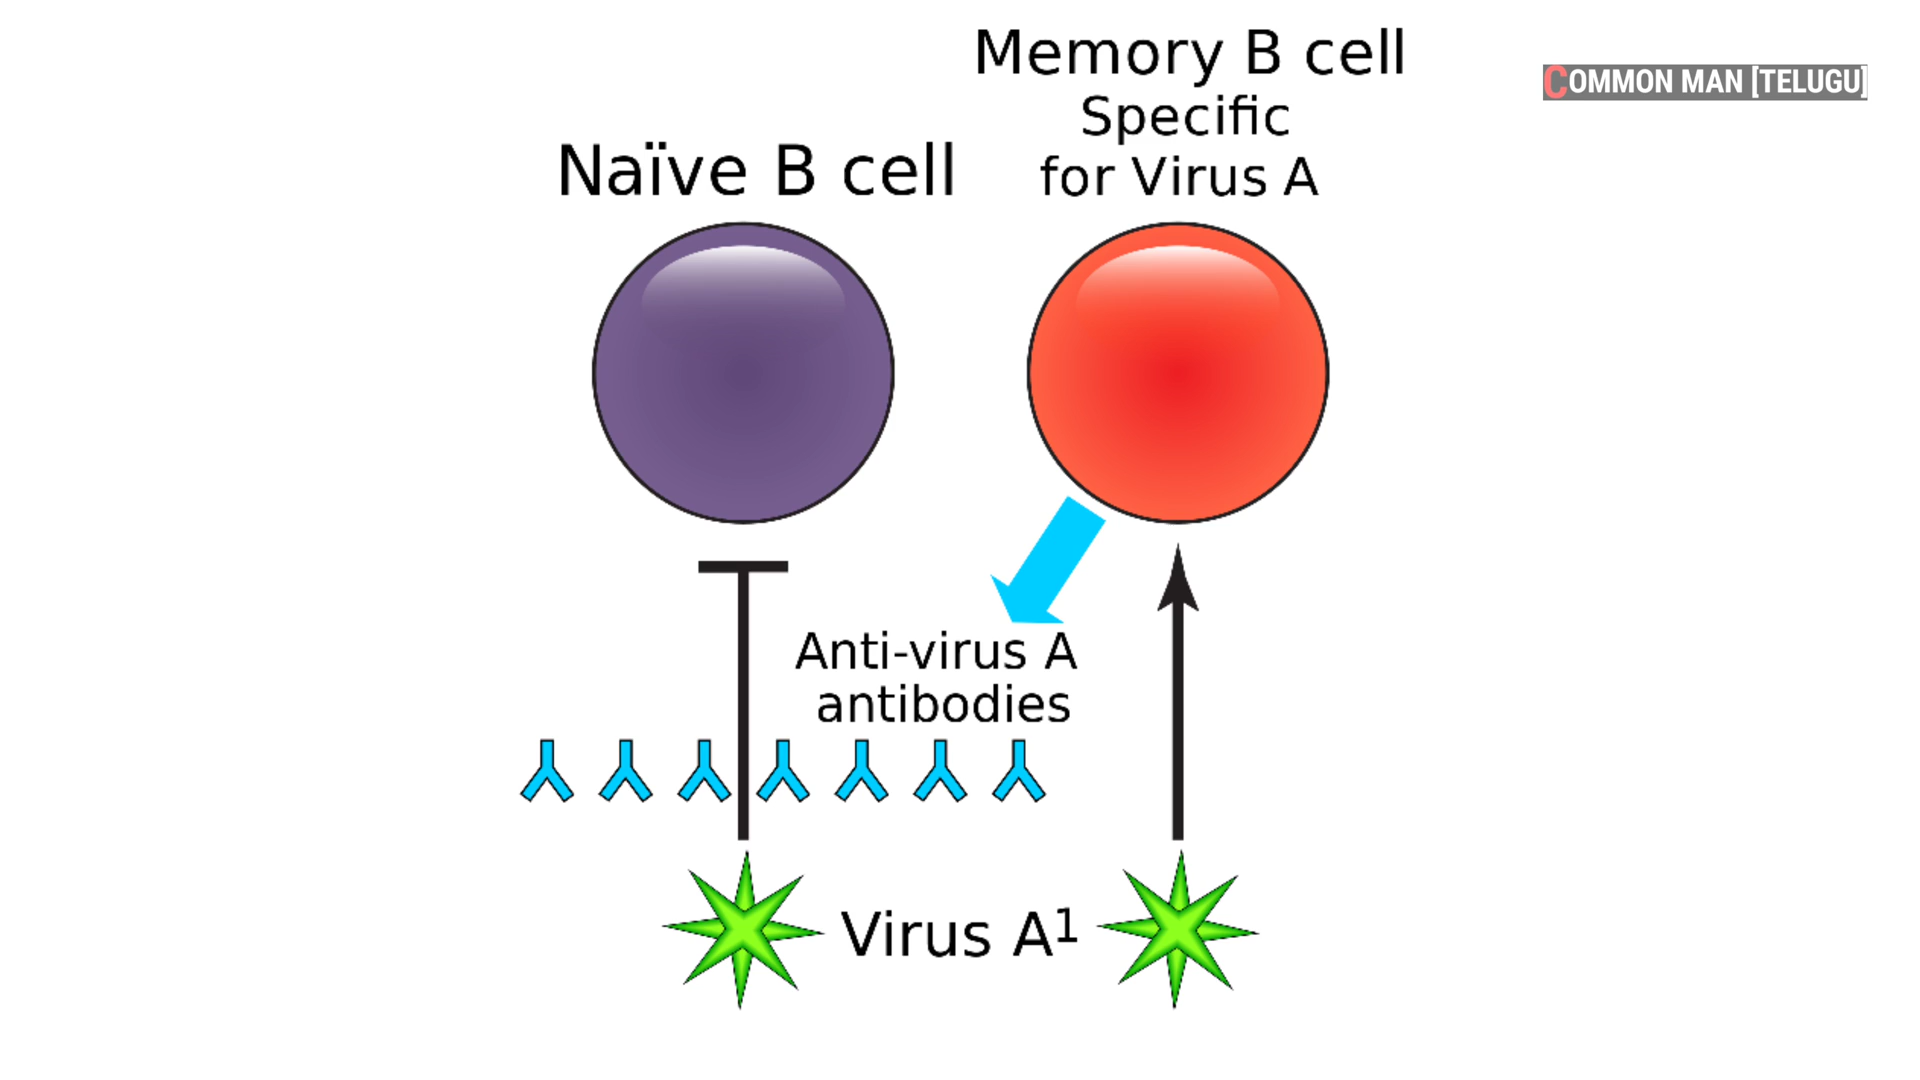 Memory B cell
Specific
for Virus A
Naïve B cell
COMMON MAN [TELUGU]
Anti-virus A
antibodies
Virus A¹